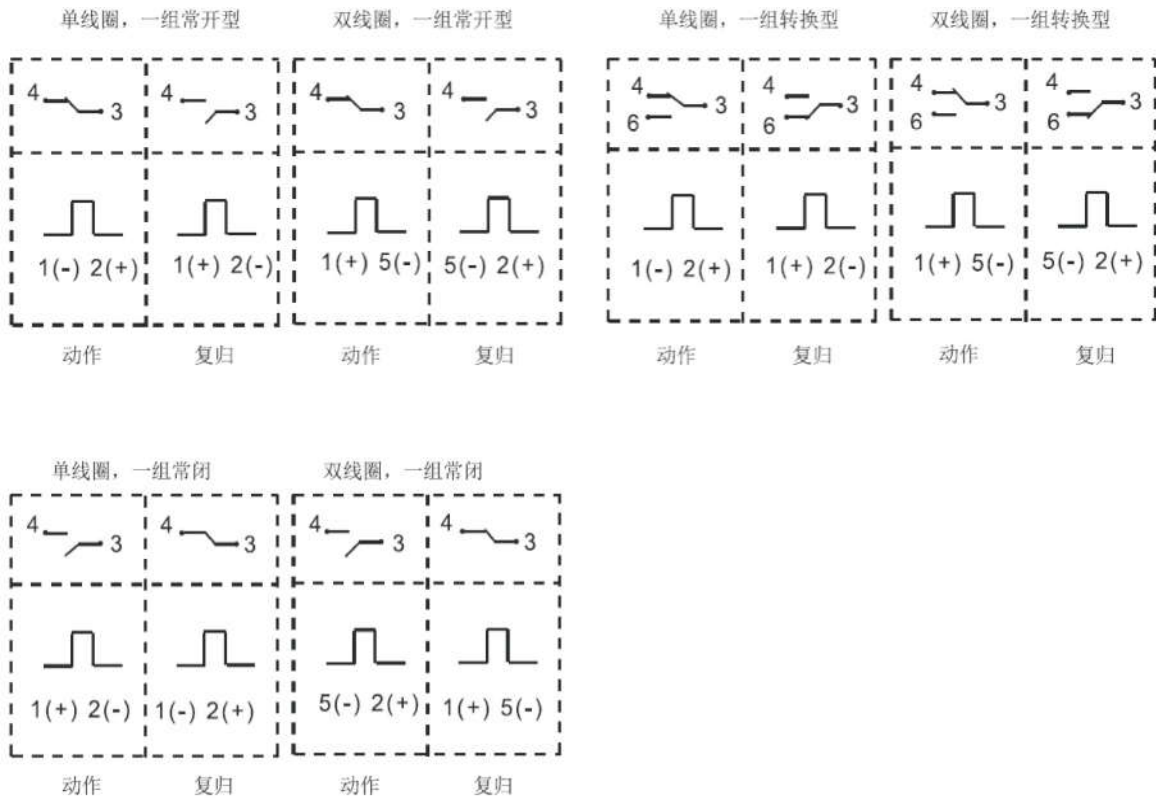 单线圈，一组常开型 双线圈，一组常开型 单线圈，一组转换型 双线圈，一组转换型
4 3 4 3 4 3 4 3 4 6 3 4 6 3 4 6 3 4 6 3
1(-) 2(+) 1(+) 2(-) 1(+) 5(-) 5(-) 2(+) 1(-) 2(+) 1(+) 2(-) 1(+) 5(-) 5(-) 2(+)
动作 复归 动作 复归 动作 复归 动作 复归
单线圈，一组常闭 双线圈，一组常闭
4 3 4 3 4 3 4 3
1(+) 2(-) 1(-) 2(+) 5(-) 2(+) 1(+) 5(-)
动作 复归 动作 复归